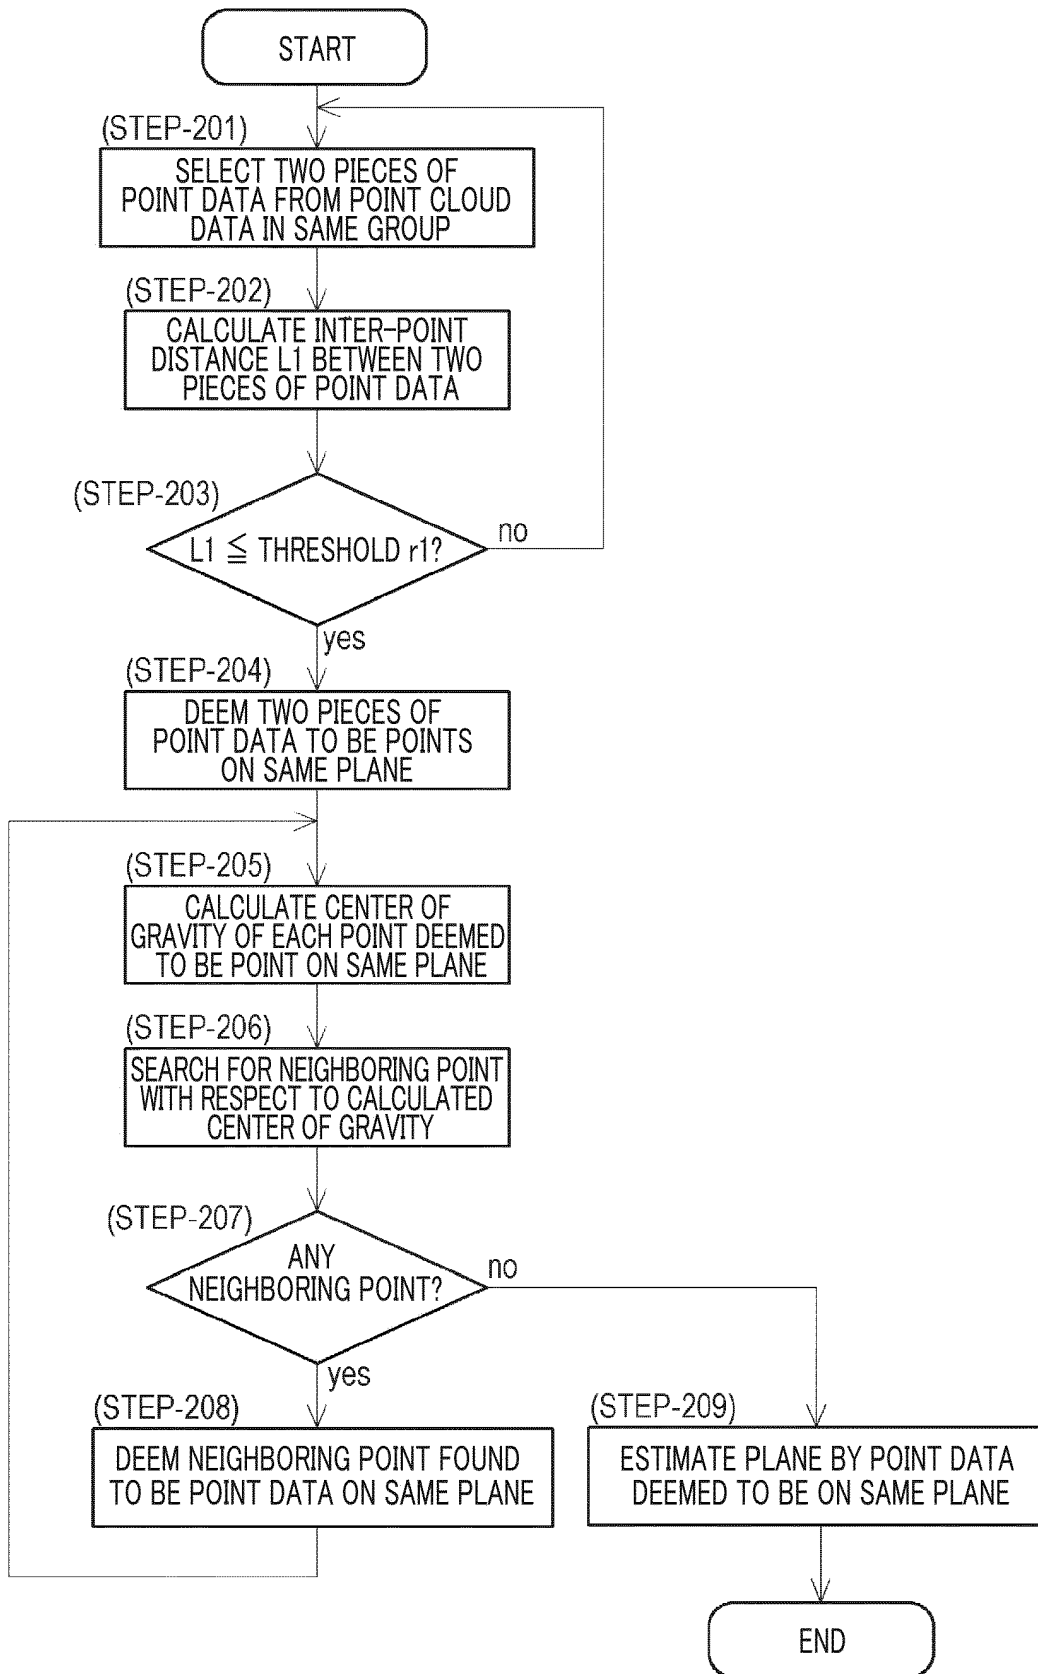 START
(STEP-201)
SELECT TWO PIECES OF
POINT DATA FROM POINT CLOUD
DATA IN SAME GROUP
(STEP-202)
CALCULATE INTER-POINT
DISTANCE L1 BETWEEN TWO
PIECES OF POINT DATA
(STEP-203)
L1 ≦ THRESHOLD r1?
no
yes
(STEP-204)
DEEM TWO PIECES OF
POINT DATA TO BE POINTS
ON SAME PLANE
(STEP-205)
CALCULATE CENTER OF
GRAVITY OF EACH POINT DEEMED
TO BE POINT ON SAME PLANE
(STEP-206)
SEARCH FOR NEIGHBORING POINT
WITH RESPECT TO CALCULATED
CENTER OF GRAVITY
(STEP-207)
ANY
NEIGHBORING POINT?
no
yes
(STEP-208)
DEEM NEIGHBORING POINT FOUND
TO BE POINT DATA ON SAME PLANE
(STEP-209)
ESTIMATE PLANE BY POINT DATA
DEEMED TO BE ON SAME PLANE
END